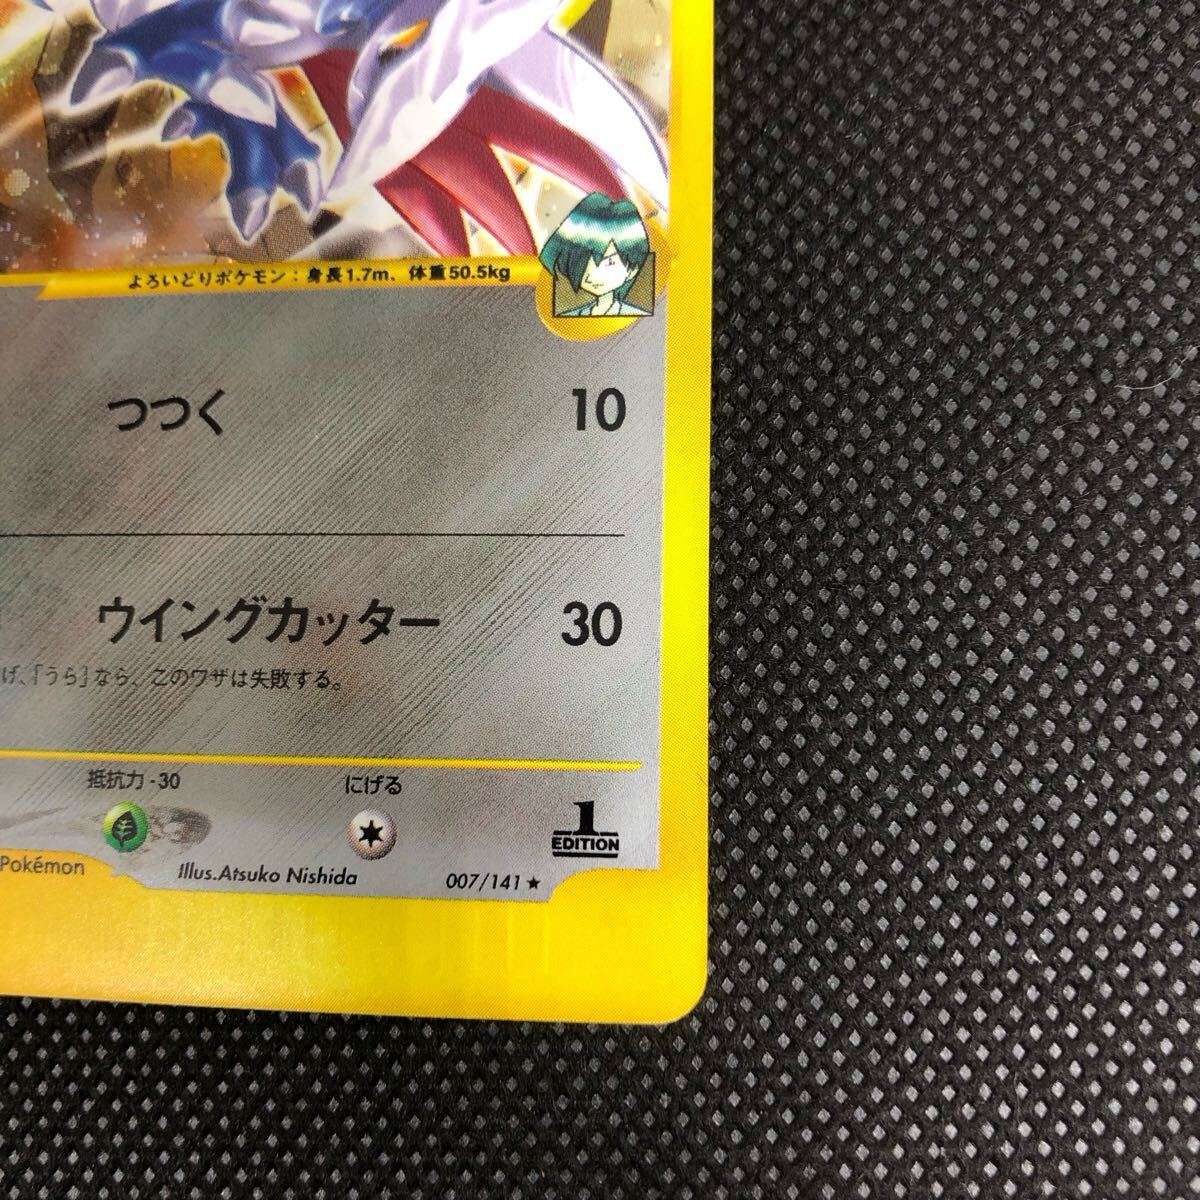 よろいどりポケモン：身長1.7m、体重50.5kg
つつく 10
ウイングカッター 30
げ、「うら」なら、このワザは失敗する。
抵抗力 -30 にげる
1
EDITION
Pokémon Illus.Atsuko Nishida 007/141 ★